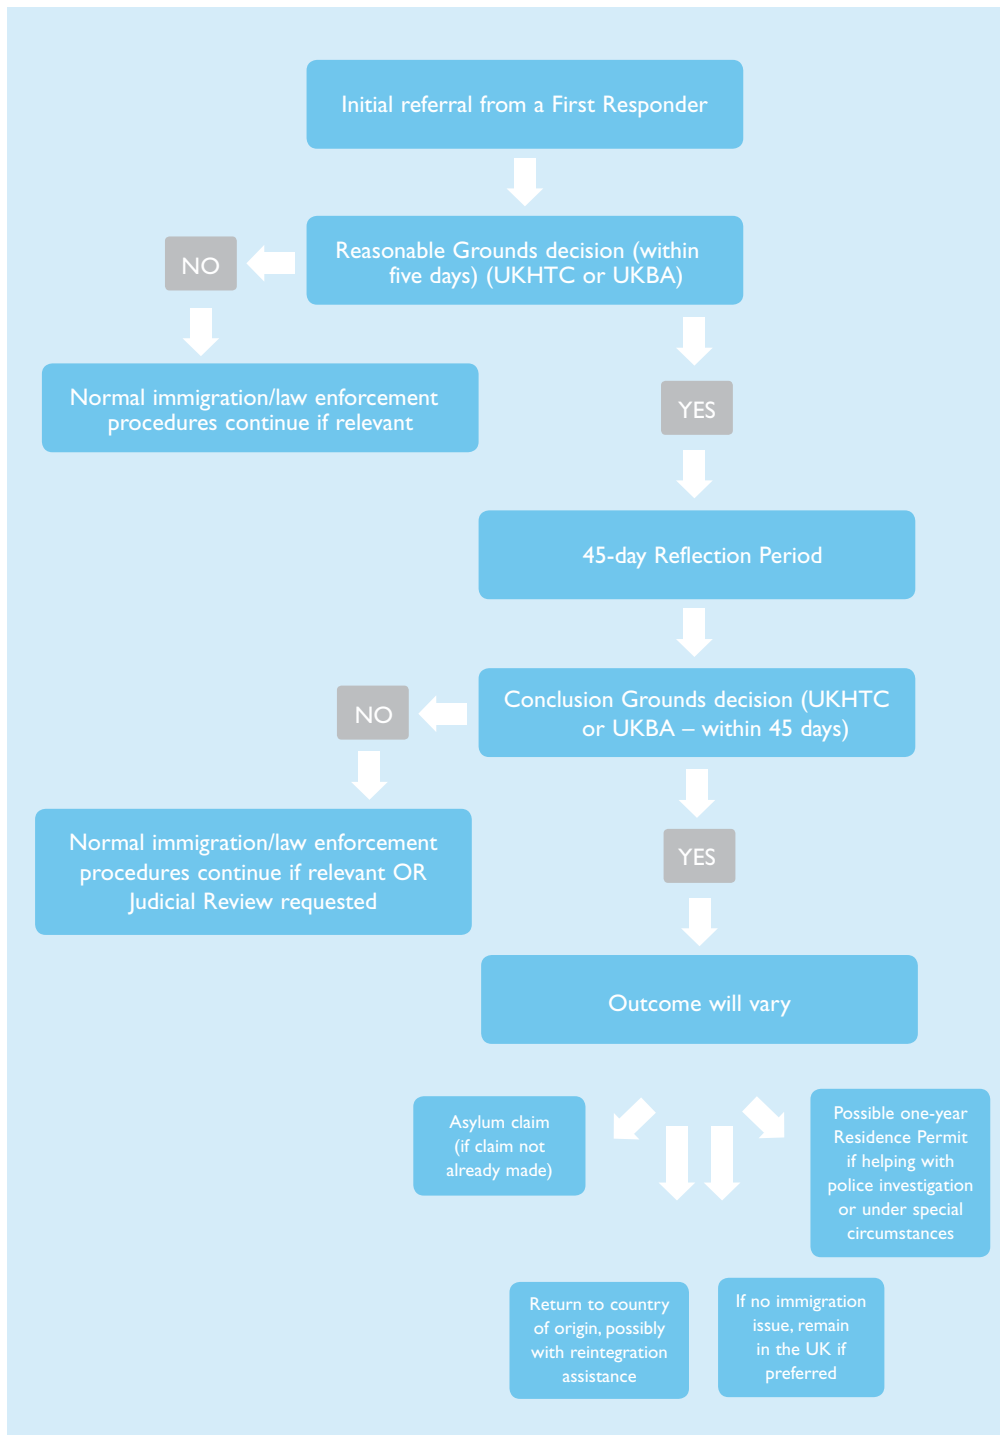 Initial referral from a First Responder
Reasonable Grounds decision (within
five days) (UKHTC or UKBA)
NO
Normal immigration/law enforcement
procedures continue if relevant
YES
45-day Reflection Period
Conclusion Grounds decision (UKHTC
or UKBA – within 45 days)
NO
Normal immigration/law enforcement
procedures continue if relevant OR
Judicial Review requested
YES
Outcome will vary
Asylum claim
(if claim not
already made)
Return to country
of origin, possibly
with reintegration
assistance
If no immigration
issue, remain
in the UK if
preferred
Possible one-year
Residence Permit
if helping with
police investigation
or under special
circumstances